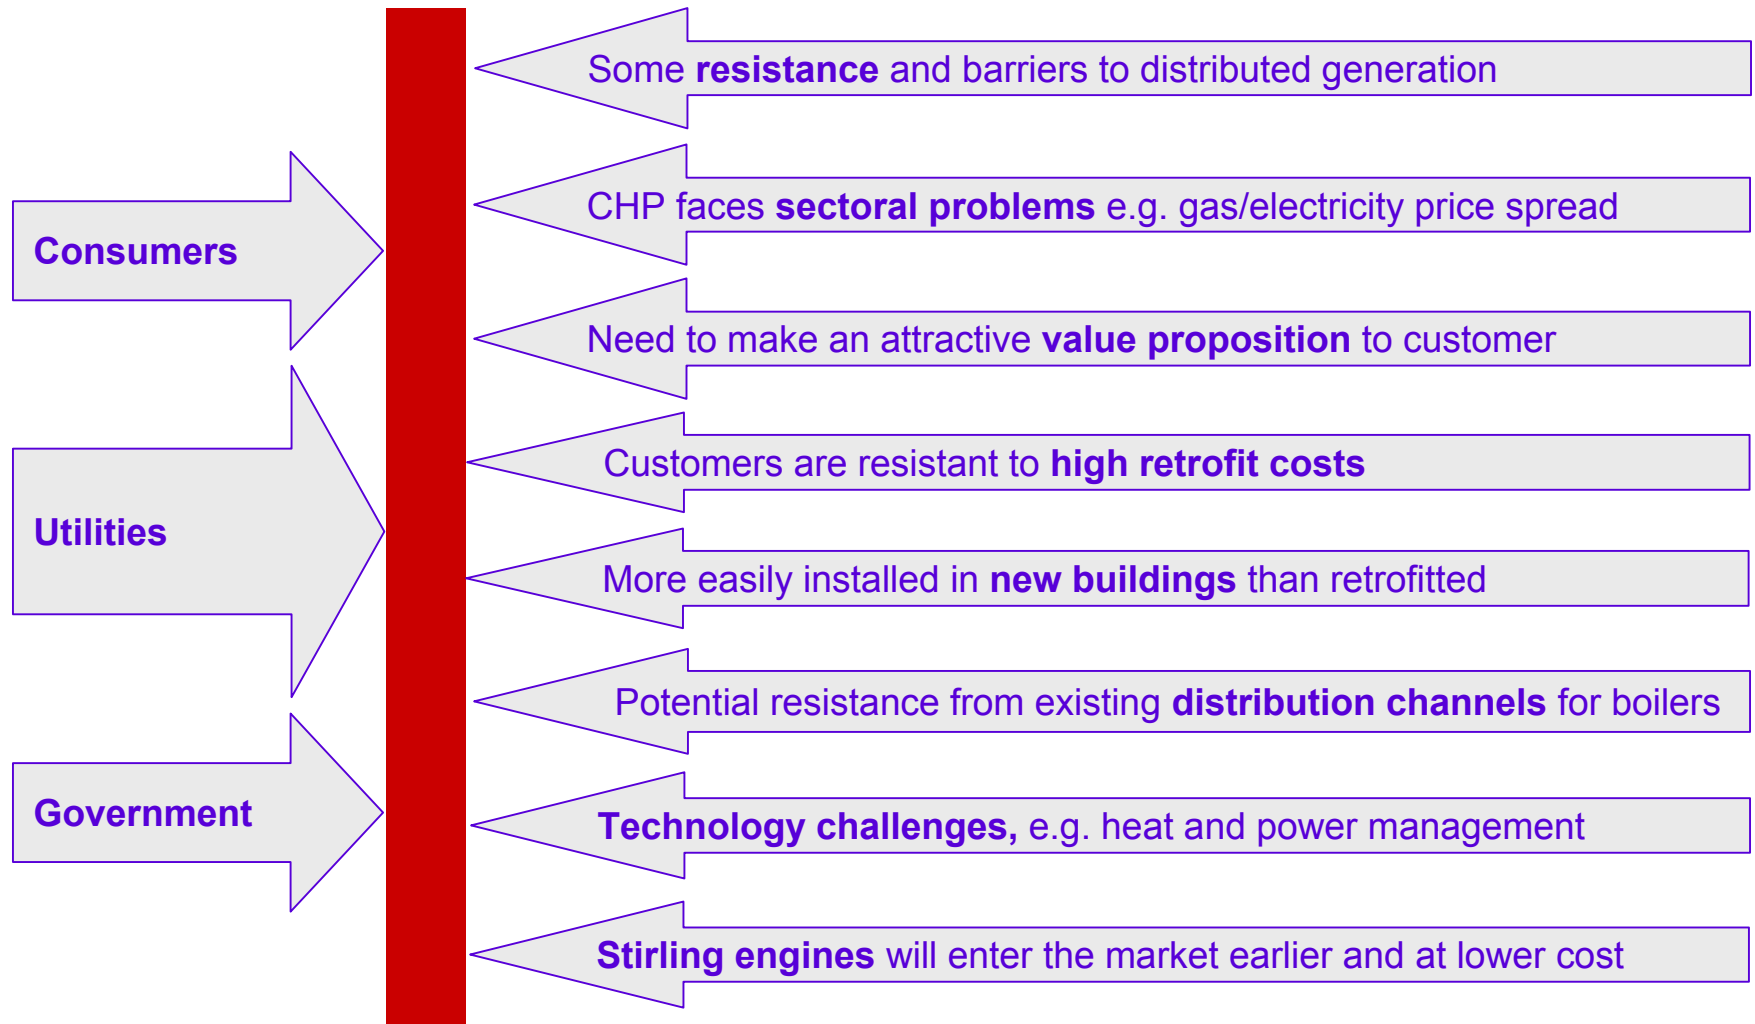 Some resistance and barriers to distributed generation
CHP faces sectoral problems e.g. gas/electricity price spread
Consumers
Need to make an attractive value proposition to customer
Customers are resistant to high retrofit costs
Utilities
More easily installed in new buildings than retrofitted
Potential resistance from existing distribution channels for boilers
Government
Technology challenges, e.g. heat and power management
Stirling engines will enter the market earlier and at lower cost